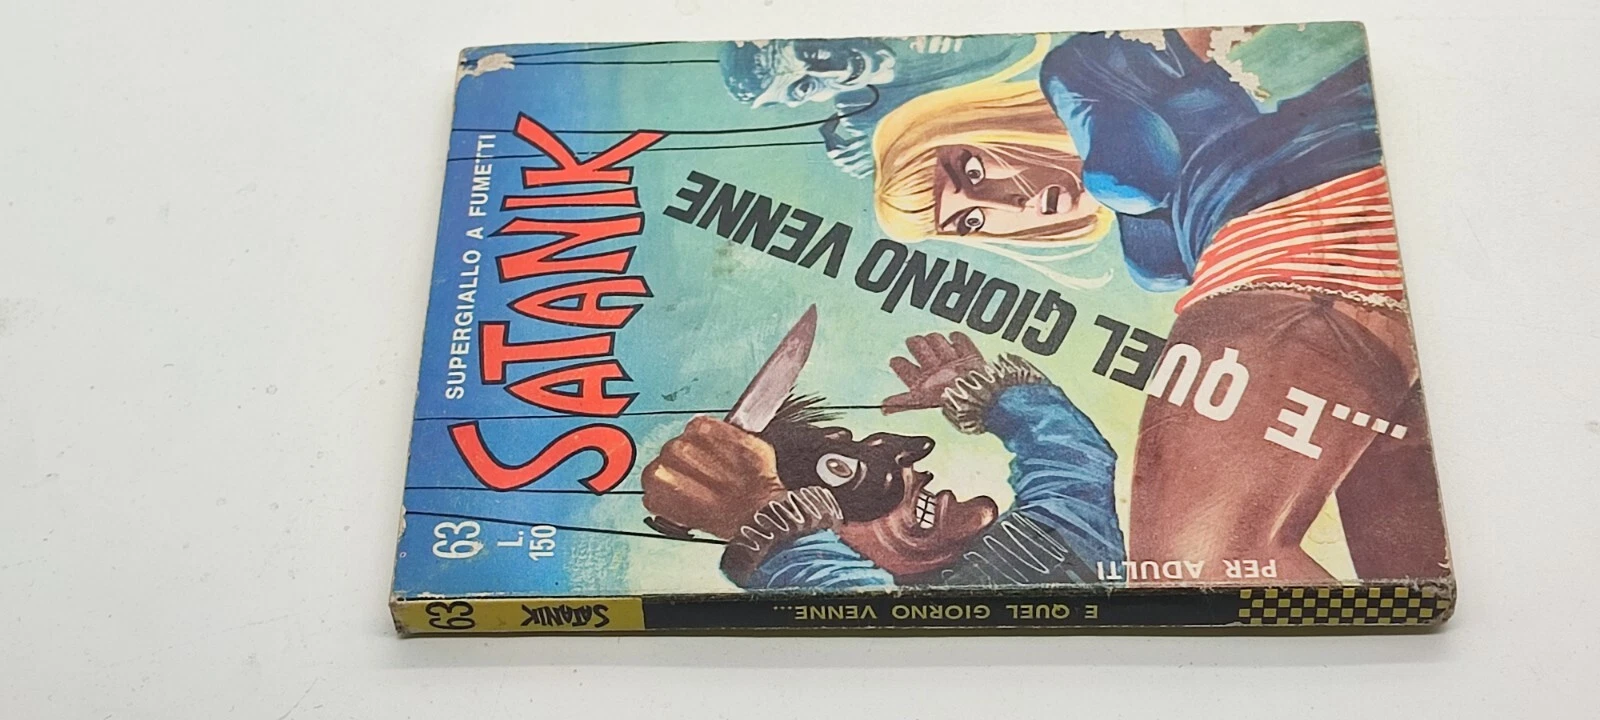 SUPERGIALLO A FUMETTI
63
L.
150
SATANIK
....E QUEL GIORNO VENNE
PER ADULTI
63
SATANIK
E QUEL GIORNO VENNE...